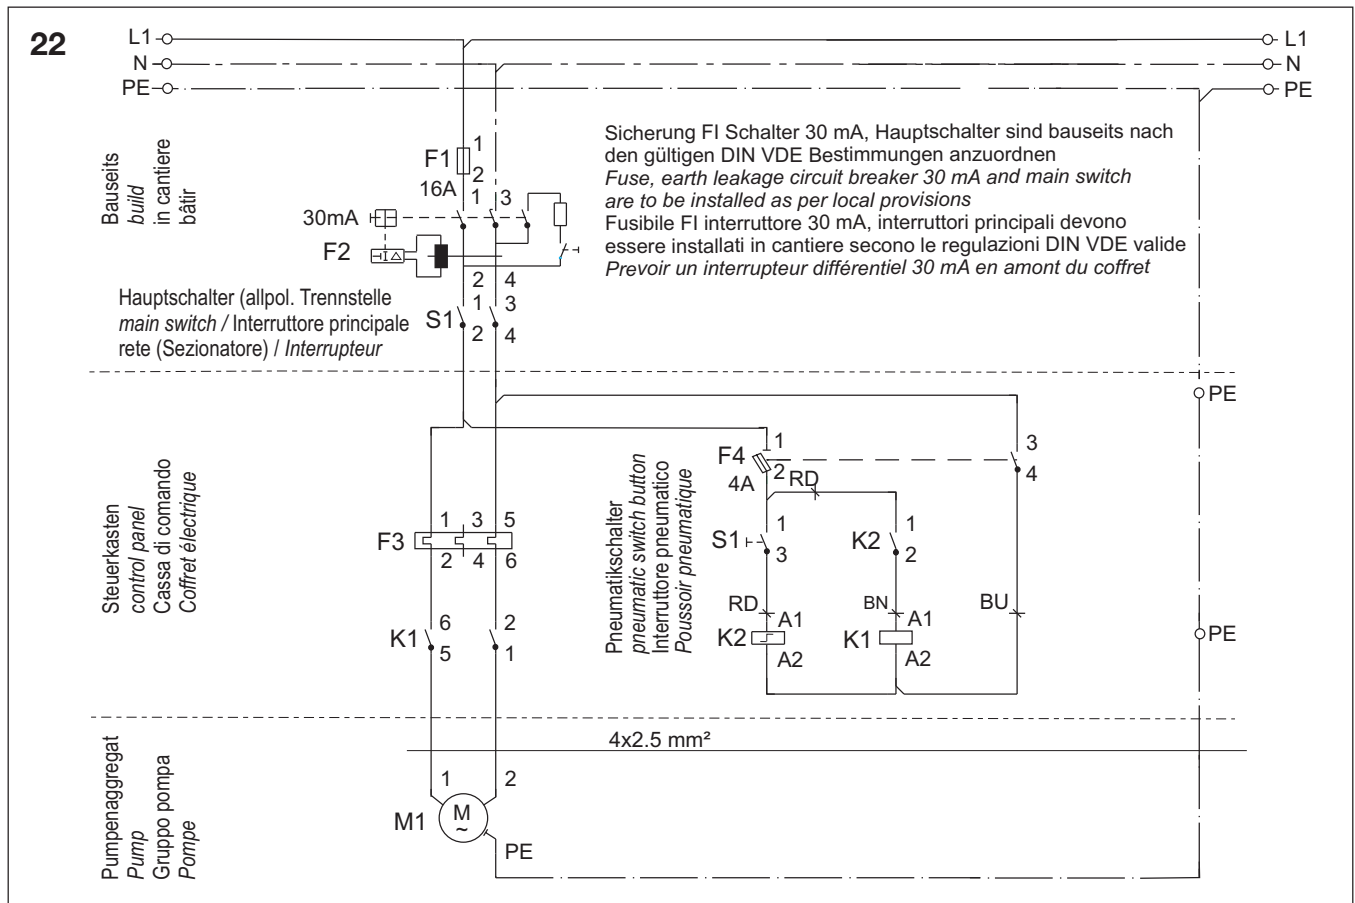 22
L1
L1
N
N
PE
PE
Bauseits
build
in cantiere
bâtir
F1
1
2
16A
1
3
30mA
F2
2
4
Sicherung FI Schalter 30 mA, Hauptschalter sind bauseits nach
den gültigen DIN VDE Bestimmungen anzuordnen
Fuse, earth leakage circuit breaker 30 mA and main switch
are to be installed as per local provisions
Fusibile FI interruttore 30 mA, interruttori principali devono
essere installati in cantiere secono le regulazioni DIN VDE valide
Prevoir un interrupteur différentiel 30 mA en amont du coffret
Hauptschalter (allpol. Trennstelle
main switch / Interruttore principale
rete (Sezionatore) / Interrupteur
S1
1
3
2
4
PE
Steuerkasten
control panel
Cassa di comando
Coffret électrique
F3
1
3
5
2
4
6
K1
6
2
5
1
Pneumatikschalter
pneumatic switch button
Interruttore pneumatico
Poussoir pneumatique
F4
1
2
4A
RD
3
4
S1
1
3
K2
1
2
RD
BN
BU
K2
A1
A2
K1
A1
A2
PE
Pumpenaggregat
Pump
Gruppo pompa
Pompe
4x2.5 mm²
1
2
M1
M
~
PE